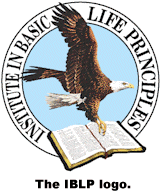 INSTITUTE IN BASIC LIFE PRINCIPLES
The IBLP logo.